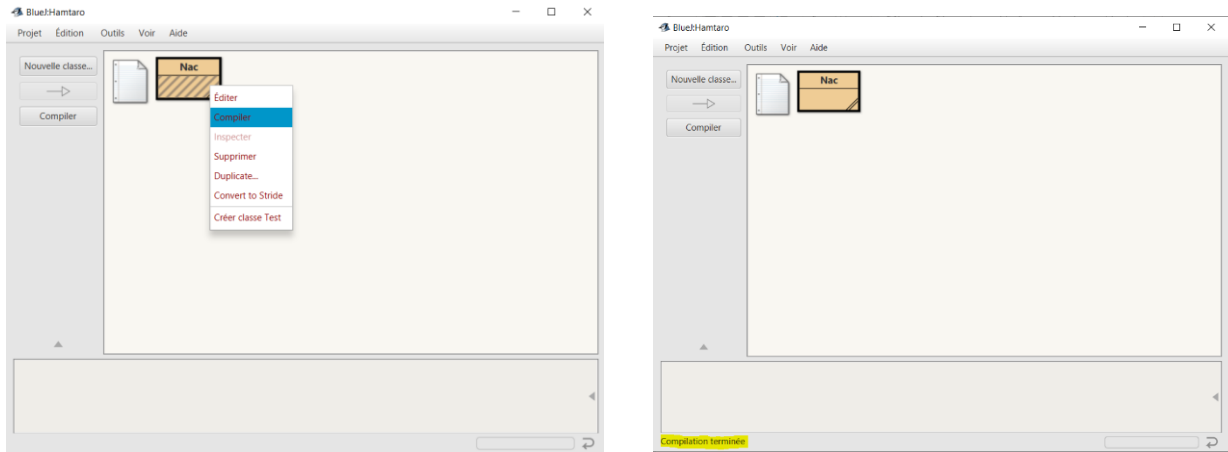 BlueJ:Hamtaro
Projet Édition Outils Voir Aide
Nouvelle classe...
Compiler
Nac
Éditer
Compiler
Inspecter
Supprimer
Duplicate...
Convert to Stride
Créer classe Test
BlueJ:Hamtaro
Projet Édition Outils Voir Aide
Nouvelle classe...
Compiler
Nac
Compilation terminée